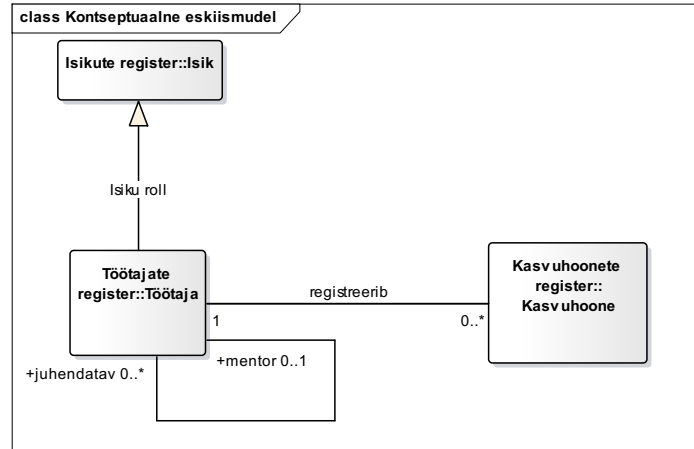 class Kontseptuaalne eskiismudel
Isikute register::Isik
Isiku roll
Töötajate
register::Töötaja
registreerib
1
0..*
Kasvuhoonete
register::
Kasvuhoone
+mentor 0..1
+juhendatav 0..*